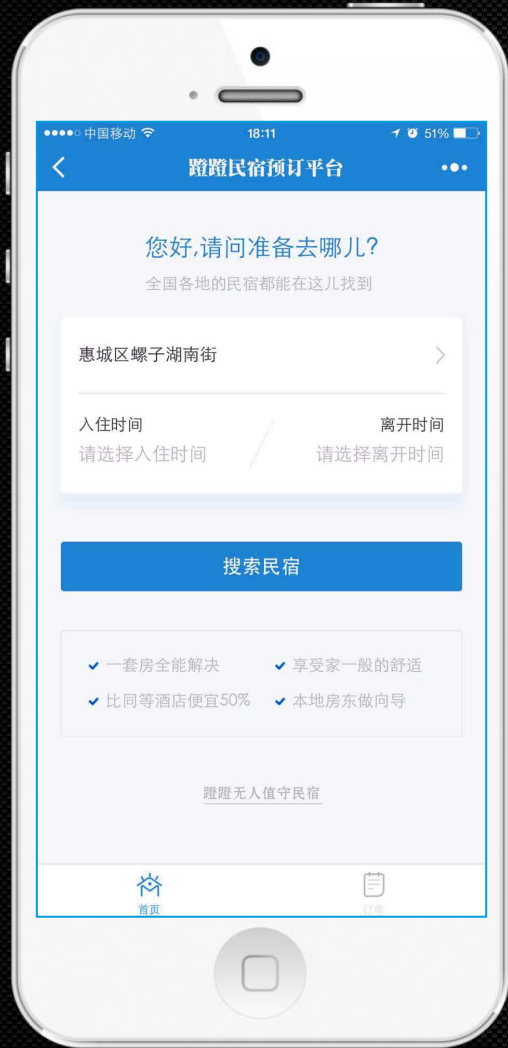 中国移动 18:11 51%
蹬蹬民宿预订平台
您好,请问准备去哪儿?
全国各地的民宿都能在这儿找到
惠城区螺子湖南街
入住时间 离开时间
请选择入住时间 请选择离开时间
搜索民宿
一套房全能解决 享受家一般的舒适
比同等酒店便宜50% 本地房东做向导
蹬蹬无人值守民宿
首页 订单